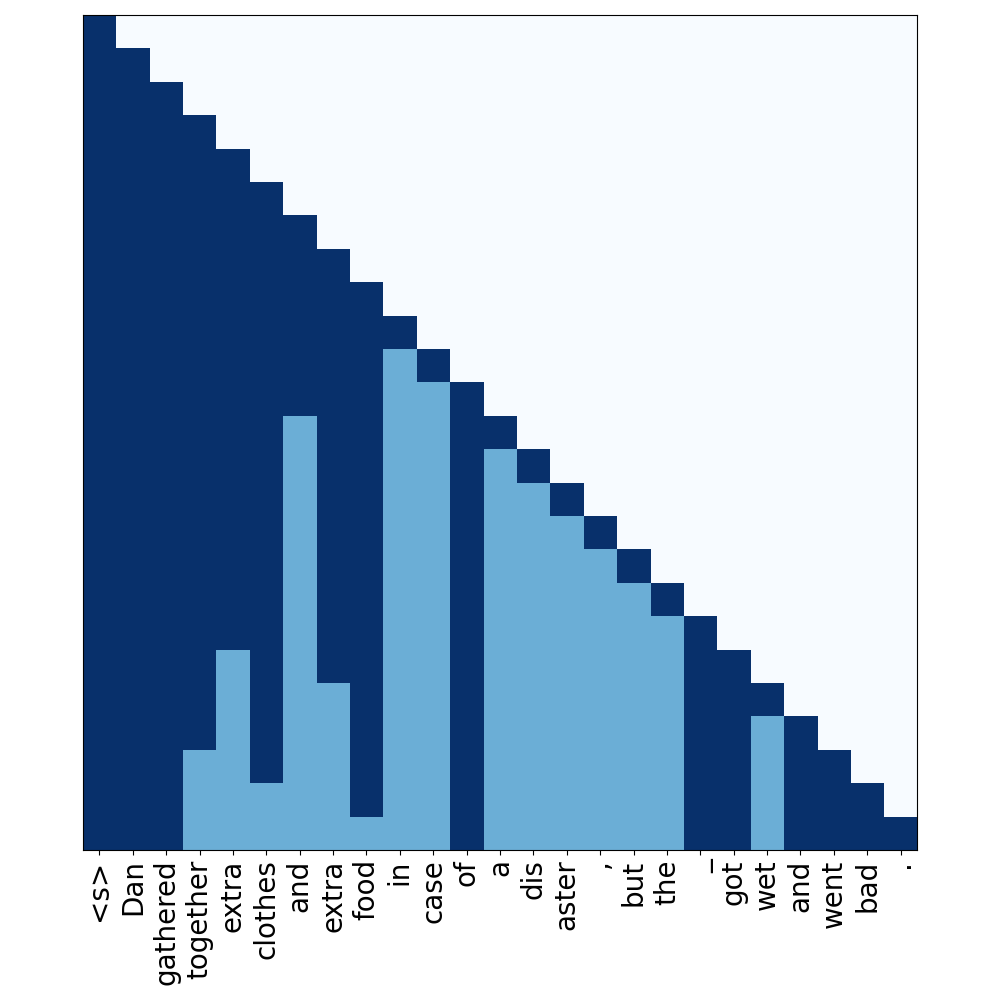 <s>
Dan
gathered
together
extra
clothes
and
extra
food
in
case
of
a
dis
aster
,
but
the
_
got
wet
and
went
bad
.